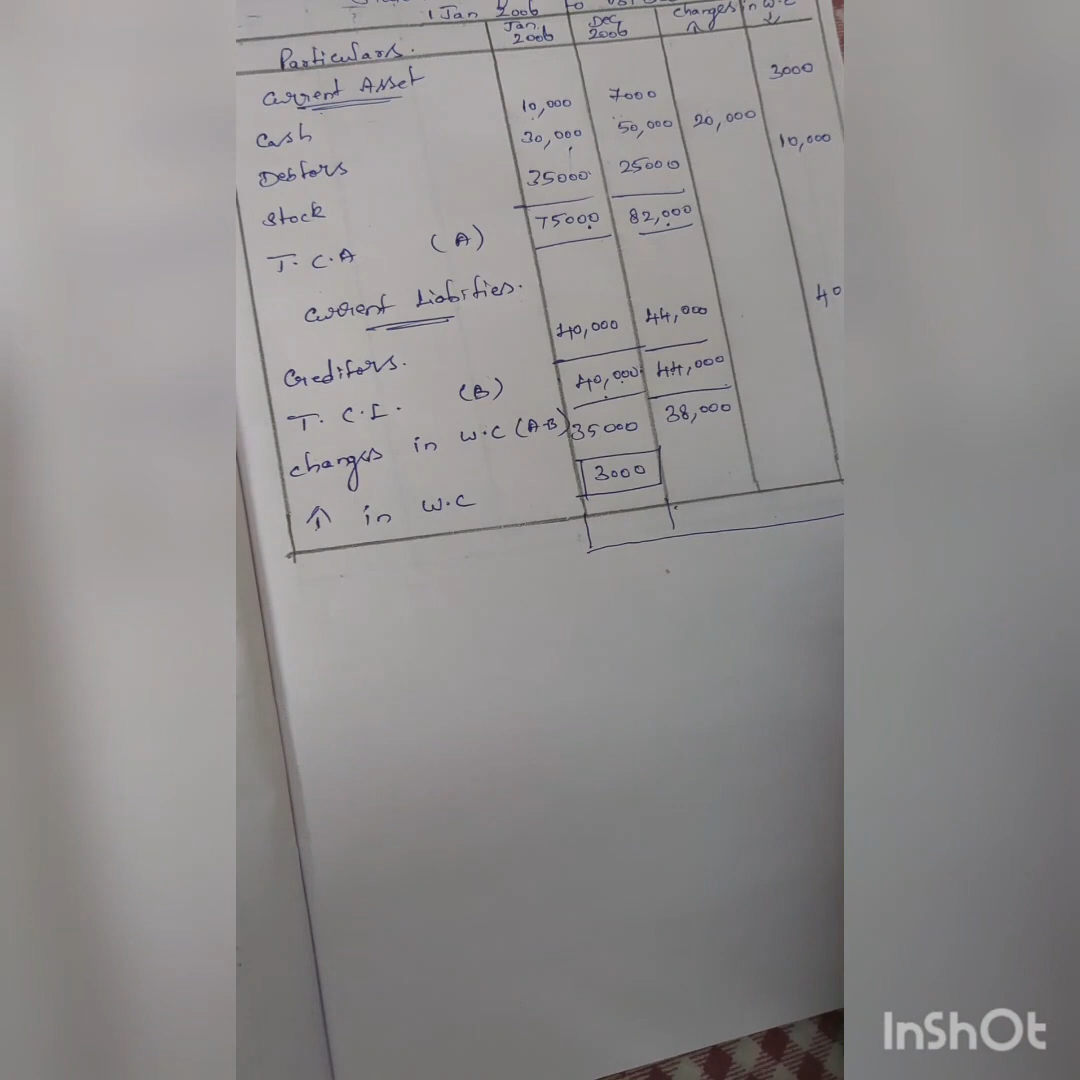 1 Jan 2006 to
Particulars. Jan. 2006 Dec 2006 changes in W.C
↑ ↓
Current Asset
Cash 10,000 7000 3000
Debtors 30,000 50,000 20,000
Stock 35000 25000 10,000
T.C.A (A) 75000 82,000
Current Liabities.
Creditors. 40,000 44,000 40
T.C.L. (B) 40,000 44,000
changes in W.C (A-B) 35000 38,000
↑ in W.C 3000
InShOt